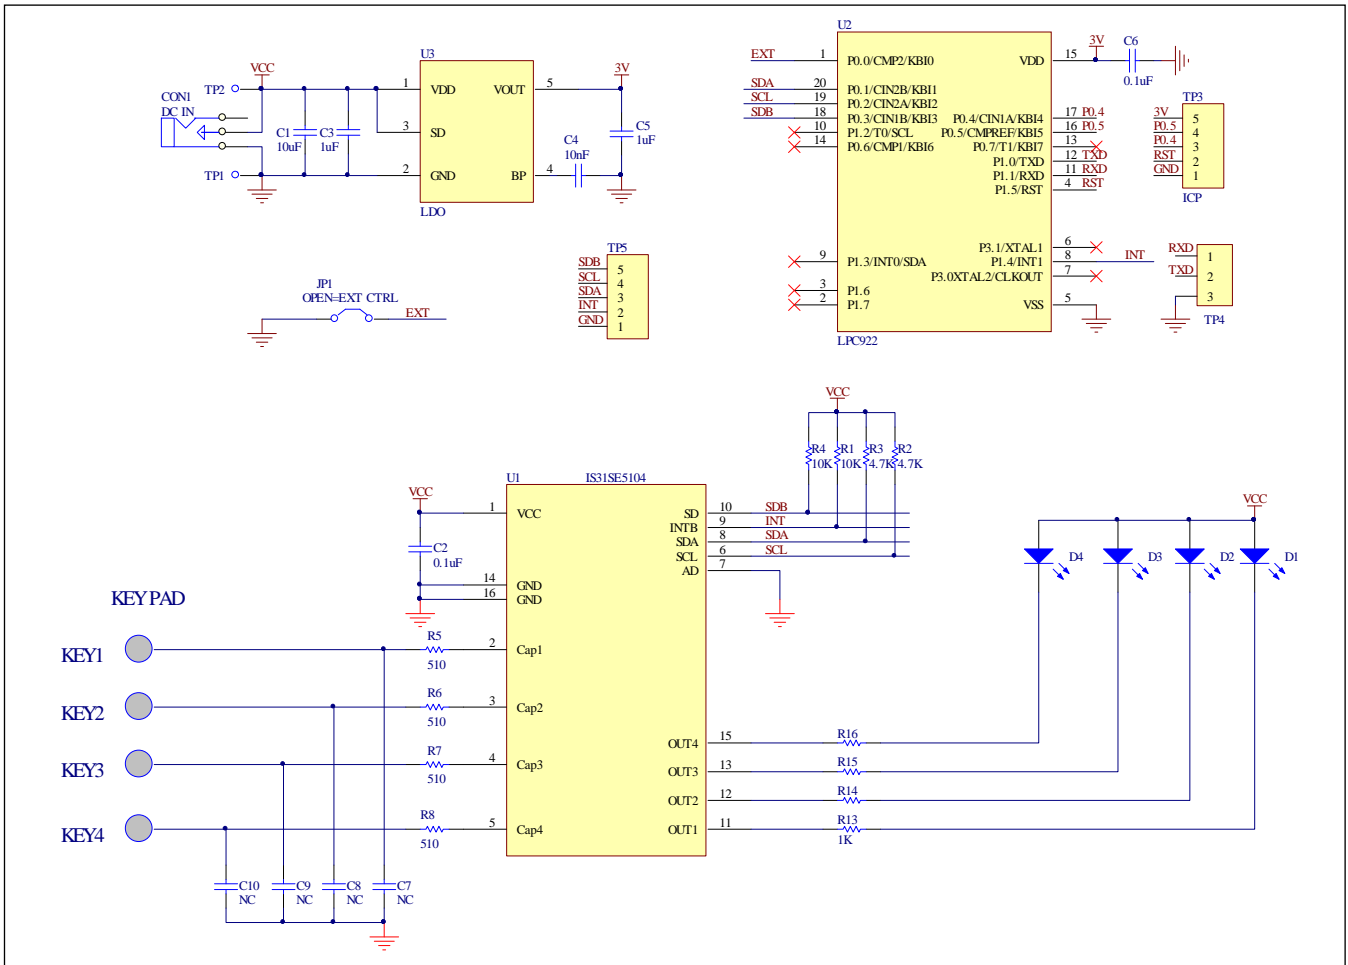 U3
VCC
TP2
CON1
DC IN
TP1
C1
10uF
C3
1uF
1
3
2
VDD
SD
GND
VOUT
BP
5
4
LDO
3V
C4
10nF
C5
1uF
JP1
OPEN=EXT CTRL
EXT
TP5
SDB
SCL
SDA
INT
GND
5
4
3
2
1
U2
EXT
SDA
SCL
SDB
1
20
19
18
10
14
9
3
2
P0.0/CMP2/KBI0
P0.1/CIN2B/KBI1
P0.2/CIN2A/KBI2
P0.3/CIN1B/KBI3
P1.2/T0/SCL
P0.6/CMP1/KBI6
P1.3/INT0/SDA
P1.6
P1.7
VDD
P0.4/CIN1A/KBI4
P0.5/CMPREF/KBI5
P0.7/T1/KBI7
P1.0/TXD
P1.1/RXD
P1.5/RST
P3.1/XTAL1
P1.4/INT1
P3.0XTAL2/CLKOUT
VSS
15
17 P0.4
16 P0.5
13
12 TXD
11 RXD
4 RST
6
8 INT
7
5
LPC922
3V
C6
0.1uF
TP3
3V
P0.5
P0.4
RST
GND
5
4
3
2
1
ICP
RXD
TXD
1
2
3
TP4
VCC
R4
10K
R1
10K
R3
4.7K
R2
4.7K
U1
IS31SE5104
VCC
C2
0.1uF
1
14
16
2
3
4
5
VCC
GND
GND
Cap1
Cap2
Cap3
Cap4
SD
INTB
SDA
SCL
AD
OUT4
OUT3
OUT2
OUT1
10 SDB
9 INT
8 SDA
6 SCL
7
15
13
12
11
KEY PAD
KEY1
KEY2
KEY3
KEY4
R5
510
R6
510
R7
510
R8
510
C10
NC
C9
NC
C8
NC
C7
NC
R16
R15
R14
R13
1K
VCC
D4
D3
D2
D1